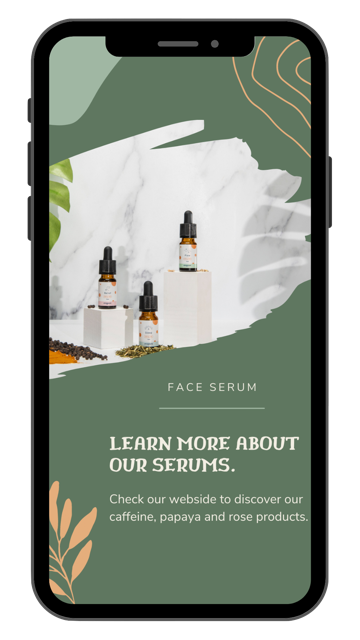 FACE SERUM
LEARN MORE ABOUT
OUR SERUMS.
Check our webside to discover our
caffeine, papaya and rose products.